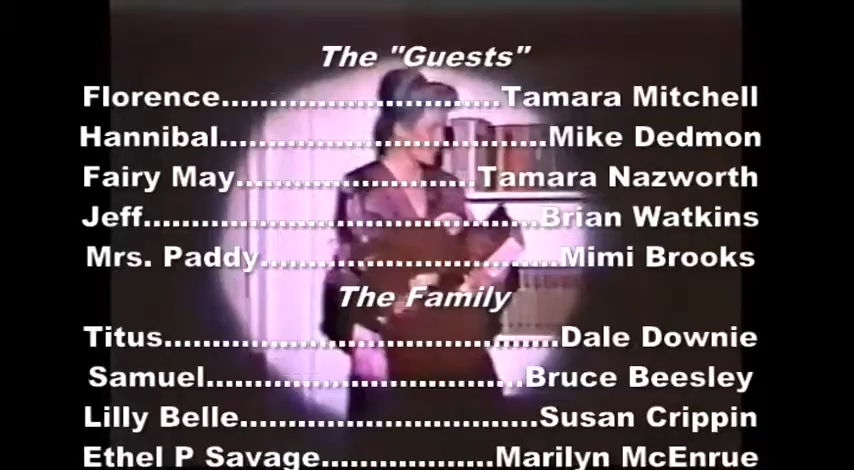 The "Guests"
Florence.............................Tamara Mitchell
Hannibal..................................Mike Dedmon
Fairy May.........................Tamara Nazworth
Jeff..........................................Brian Watkins
Mrs. Paddy...............................Mimi Brooks
The Family
Titus..........................................Dale Downie
Samuel.................................Bruce Beesley
Lilly Belle...............................Susan Crippin
Ethel P Savage..................Marilyn McEnrue